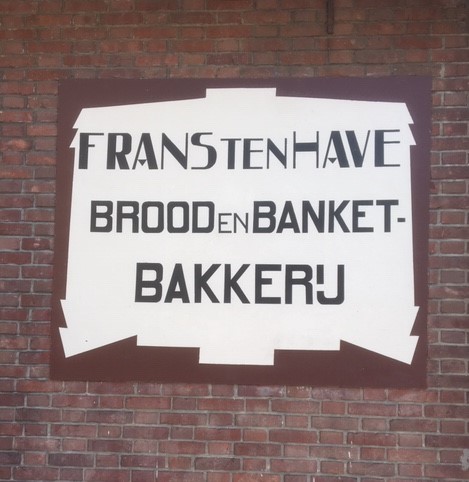 FRANS TEN HAVE
BROOD EN BANKET-
BAKKERIJ